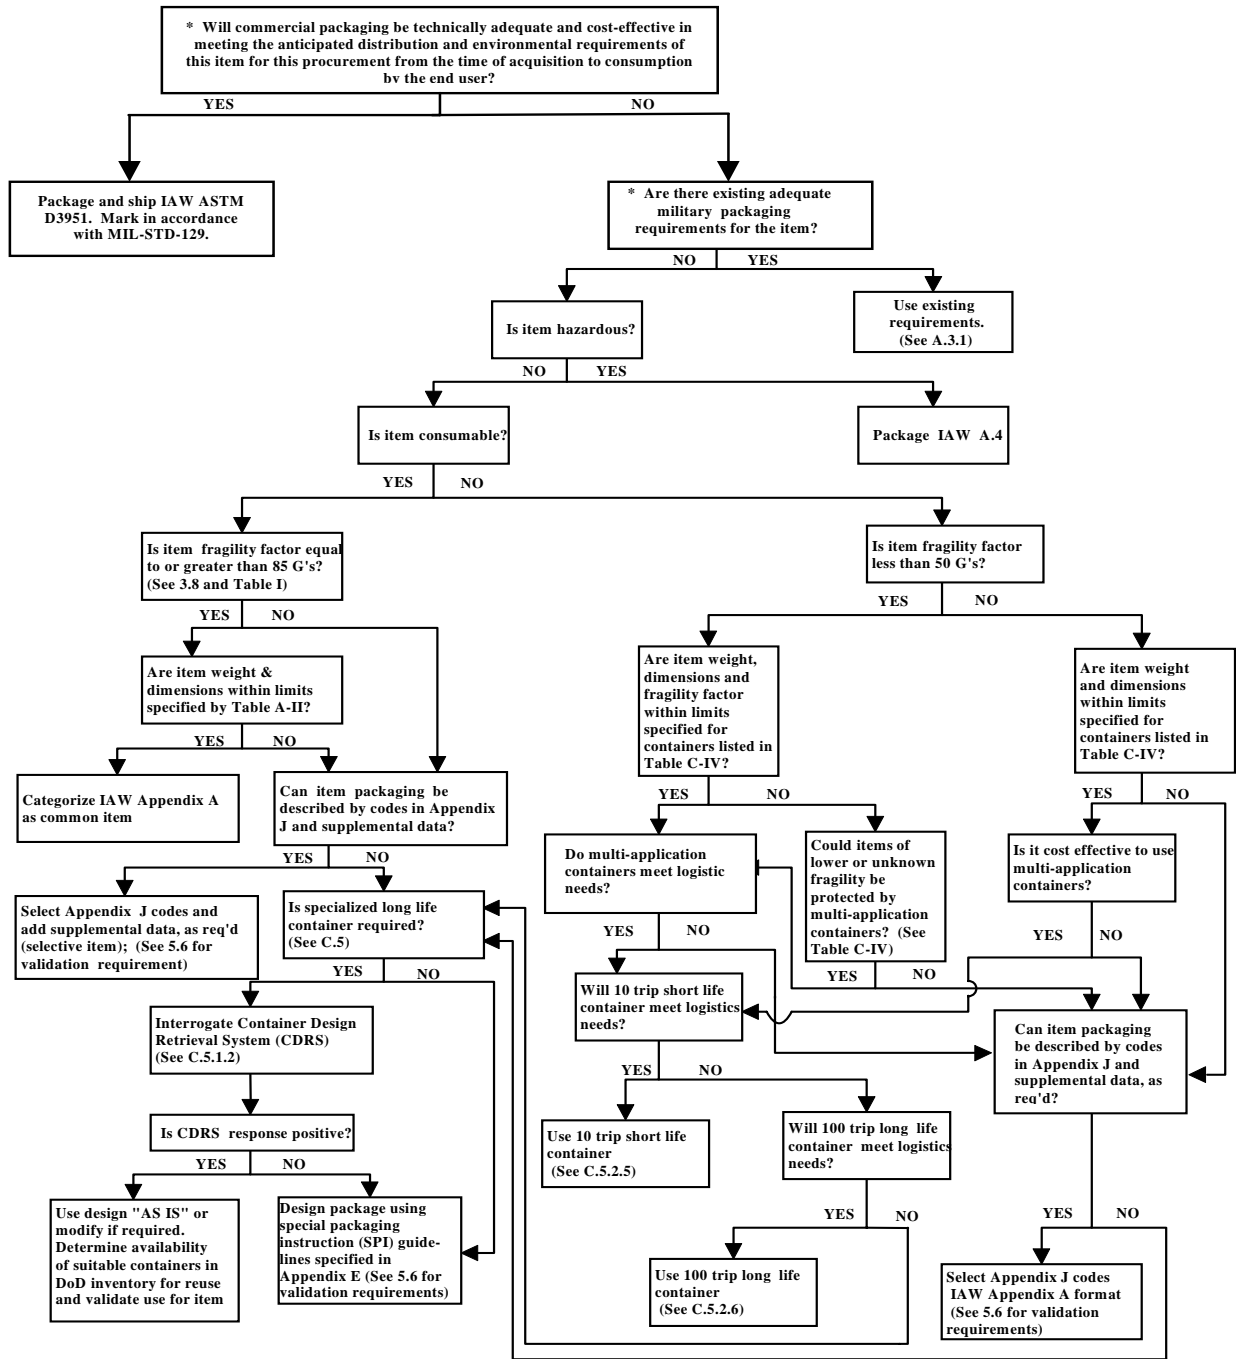 * Will commercial packaging be technically adequate and cost-effective in
meeting the anticipated distribution and environmental requirements of
this item for this procurement from the time of acquisition to consumption
by the end user?
YES
NO
Package and ship IAW ASTM
D3951. Mark in accordance
with MIL-STD-129.
* Are there existing adequate
military packaging
requirements for the item?
NO
YES
Is item hazardous?
Use existing
requirements.
(See A.3.1)
NO
YES
Is item consumable?
Package IAW A.4
YES
NO
Is item fragility factor equal
to or greater than 85 G's?
(See 3.8 and Table I)
Is item fragility factor
less than 50 G's?
YES
NO
YES
NO
Are item weight &
dimensions within limits
specified by Table A-II?
Are item weight,
dimensions and
fragility factor
within limits
specified for
containers listed in
Table C-IV?
Are item weight
and dimensions
within limits
specified for
containers listed in
Table C-IV?
YES
NO
Categorize IAW Appendix A
as common item
Can item packaging be
described by codes in Appendix
J and supplemental data?
YES
NO
YES
NO
Do multi-application
containers meet logistic
needs?
Could items of
lower or unknown
fragility be
protected by
multi-application
containers? (See
Table C-IV)
Is it cost effective to use
multi-application
containers?
YES
NO
Select Appendix J codes and
add supplemental data, as req'd
(selective item); (See 5.6 for
validation requirement)
Is specialized long life
container required?
(See C.5)
YES
NO
YES
NO
YES
NO
YES
NO
Will 10 trip short life
container meet logistics
needs?
Interrogate Container Design
Retrieval System (CDRS)
(See C.5.1.2)
Can item packaging
be described by codes
in Appendix J and
supplemental data, as
req'd?
YES
NO
Is CDRS response positive?
Use 10 trip short life
container
(See C.5.2.5)
Will 100 trip long life
container meet logistics
needs?
YES
NO
Use design "AS IS" or
modify if required.
Determine availability
of suitable containers in
DoD inventory for reuse
and validate use for item
Design package using
special packaging
instruction (SPI) guide-
lines specified in
Appendix E (See 5.6 for
validation requirements)
YES
NO
YES
NO
Use 100 trip long life
container
(See C.5.2.6)
Select Appendix J codes
IAW Appendix A format
(See 5.6 for validation
requirements)